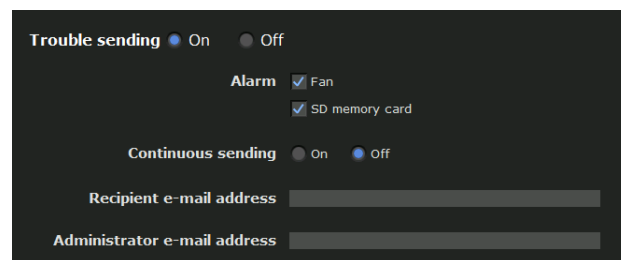 Trouble sending On Off
Alarm Fan
SD memory card
Continuous sending On Off
Recipient e-mail address
Administrator e-mail address